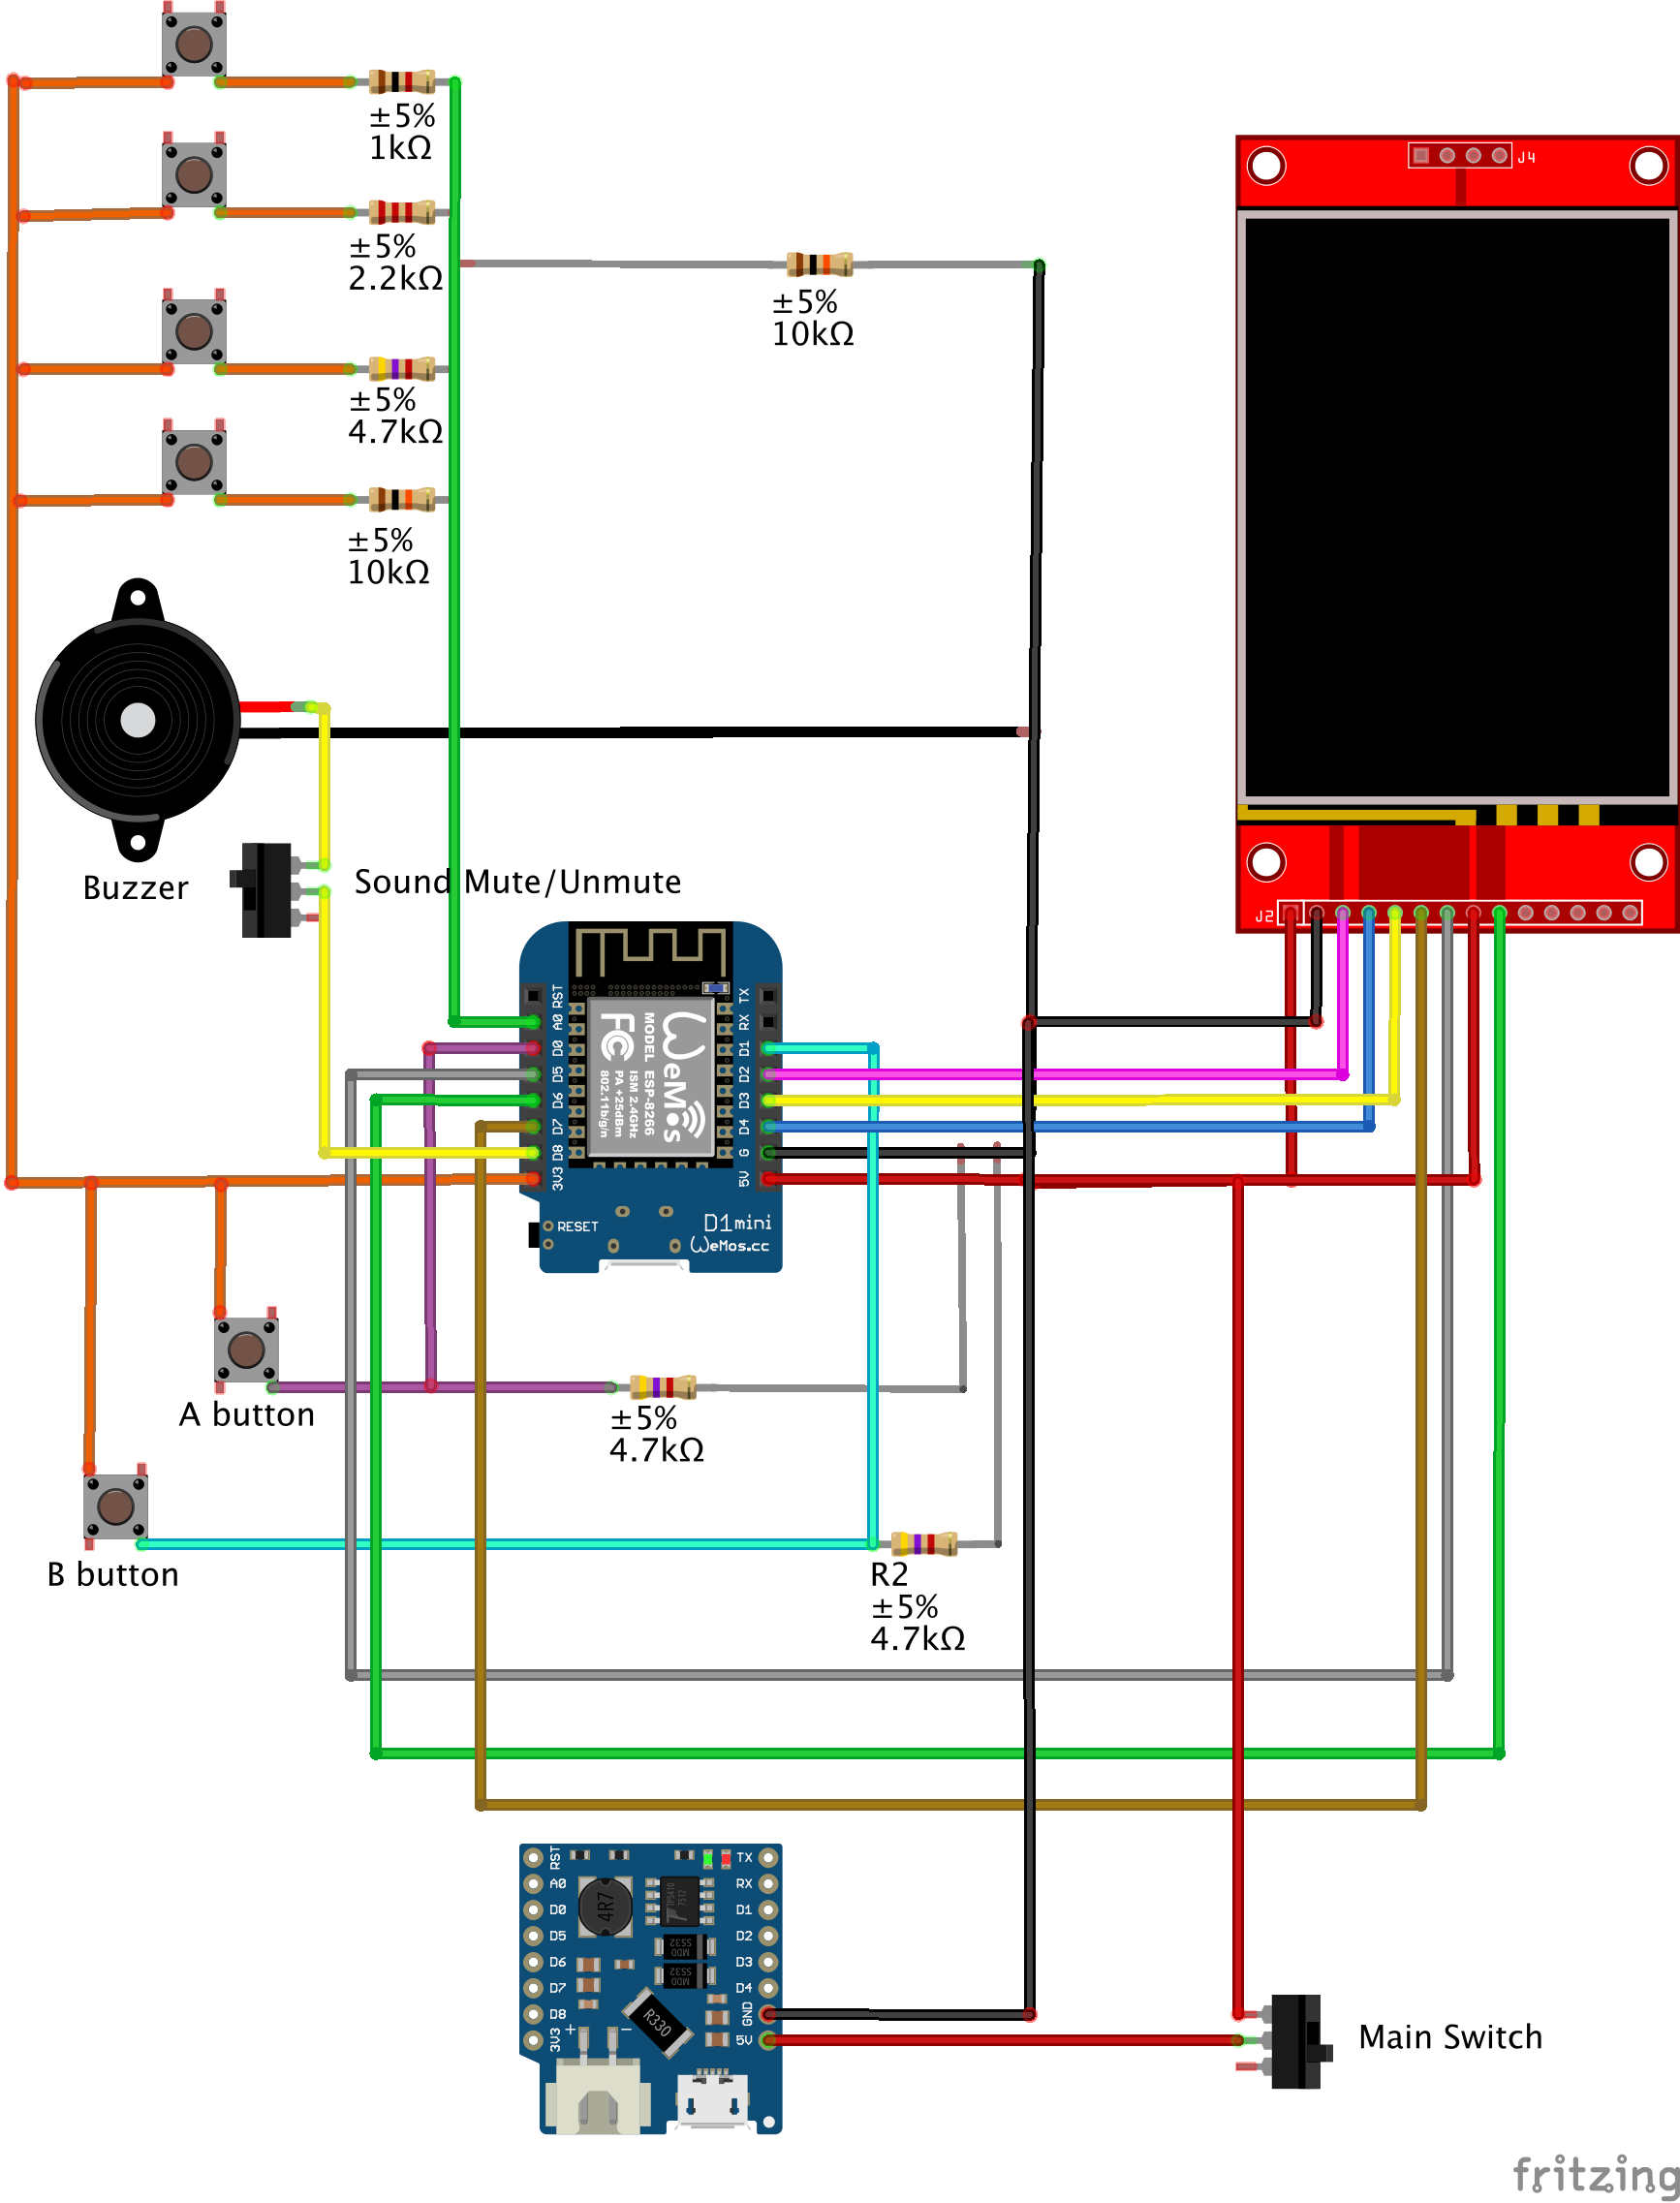 ±5%
1kΩ
±5%
2.2kΩ
±5%
10kΩ
±5%
4.7kΩ
±5%
10kΩ
J4
Buzzer
Sound Mute/Unmute
J2
RST
A0
D0
D5
D6
D7
D8
3V3
TX
RX
D1
D2
D3
D4
G
5V
WeMos
MODEL ESP-8266
ISM 2.4GHz
PA +25dBm
802.11b/g/n
FC
RESET
D1mini
WeMos.cc
A button
±5%
4.7kΩ
B button
R2
±5%
4.7kΩ
RST
A0
D0
D5
D6
D7
D8
3V3
+
−
TX
RX
D1
D2
D3
D4
GND
5V
4R7
MDD
SS32
MDD
SS32
R330
Main Switch
fritzing